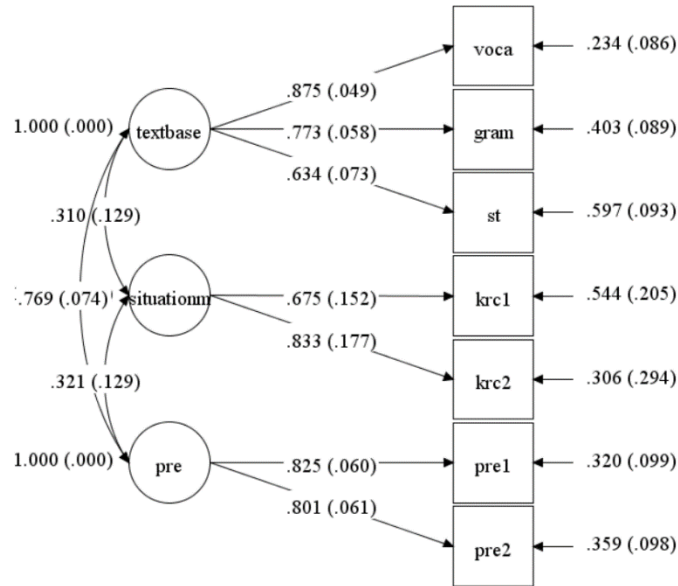 voca
.234 (.086)
.875 (.049)
1.000 (.000)
textbase
.773 (.058)
gram
.403 (.089)
.634 (.073)
st
.597 (.093)
.310 (.129)
.769 (.074)
situationm
.675 (.152)
krc1
.544 (.205)
.833 (.177)
.321 (.129)
krc2
.306 (.294)
1.000 (.000)
pre
.825 (.060)
pre1
.320 (.099)
.801 (.061)
pre2
.359 (.098)